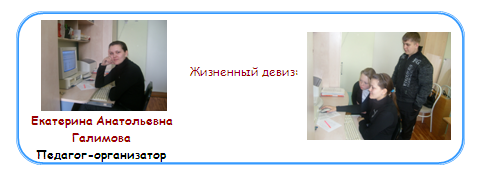 Жизненный девиз:
Екатерина Анатольевна
Галимова
Педагог-организатор